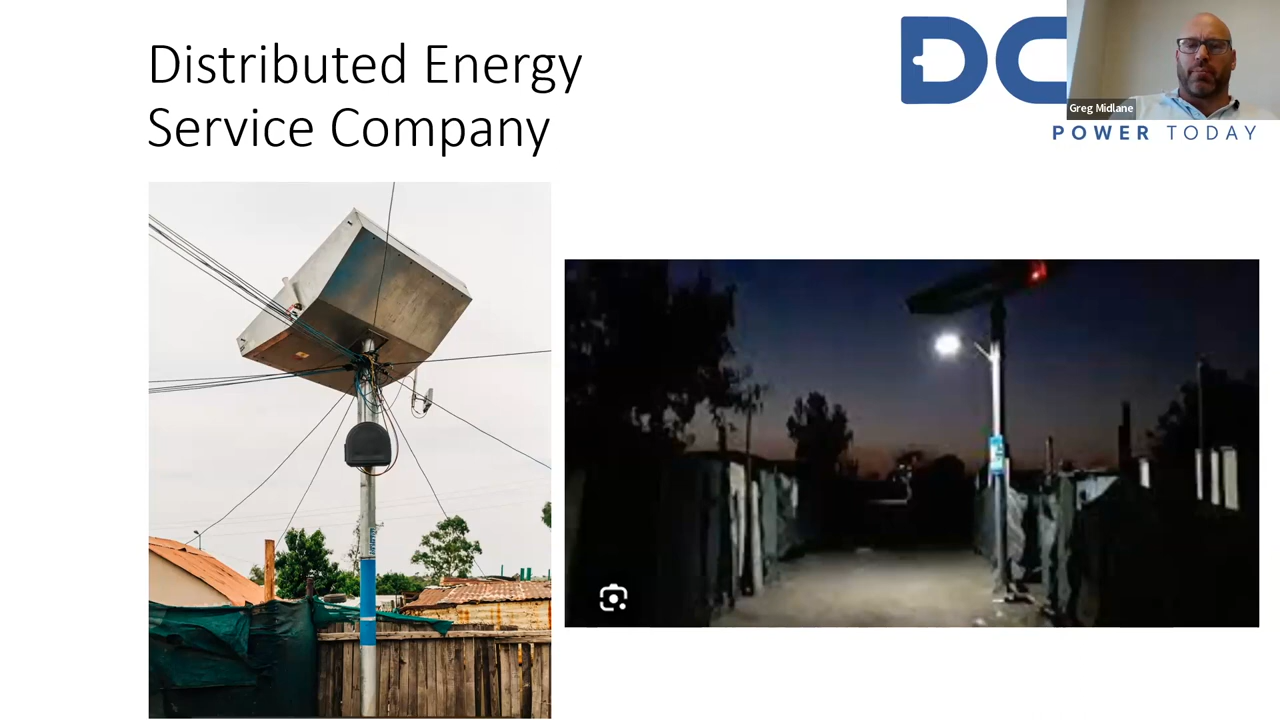 Distributed Energy
Service Company
DC
Greg Midlane
POWER TODAY